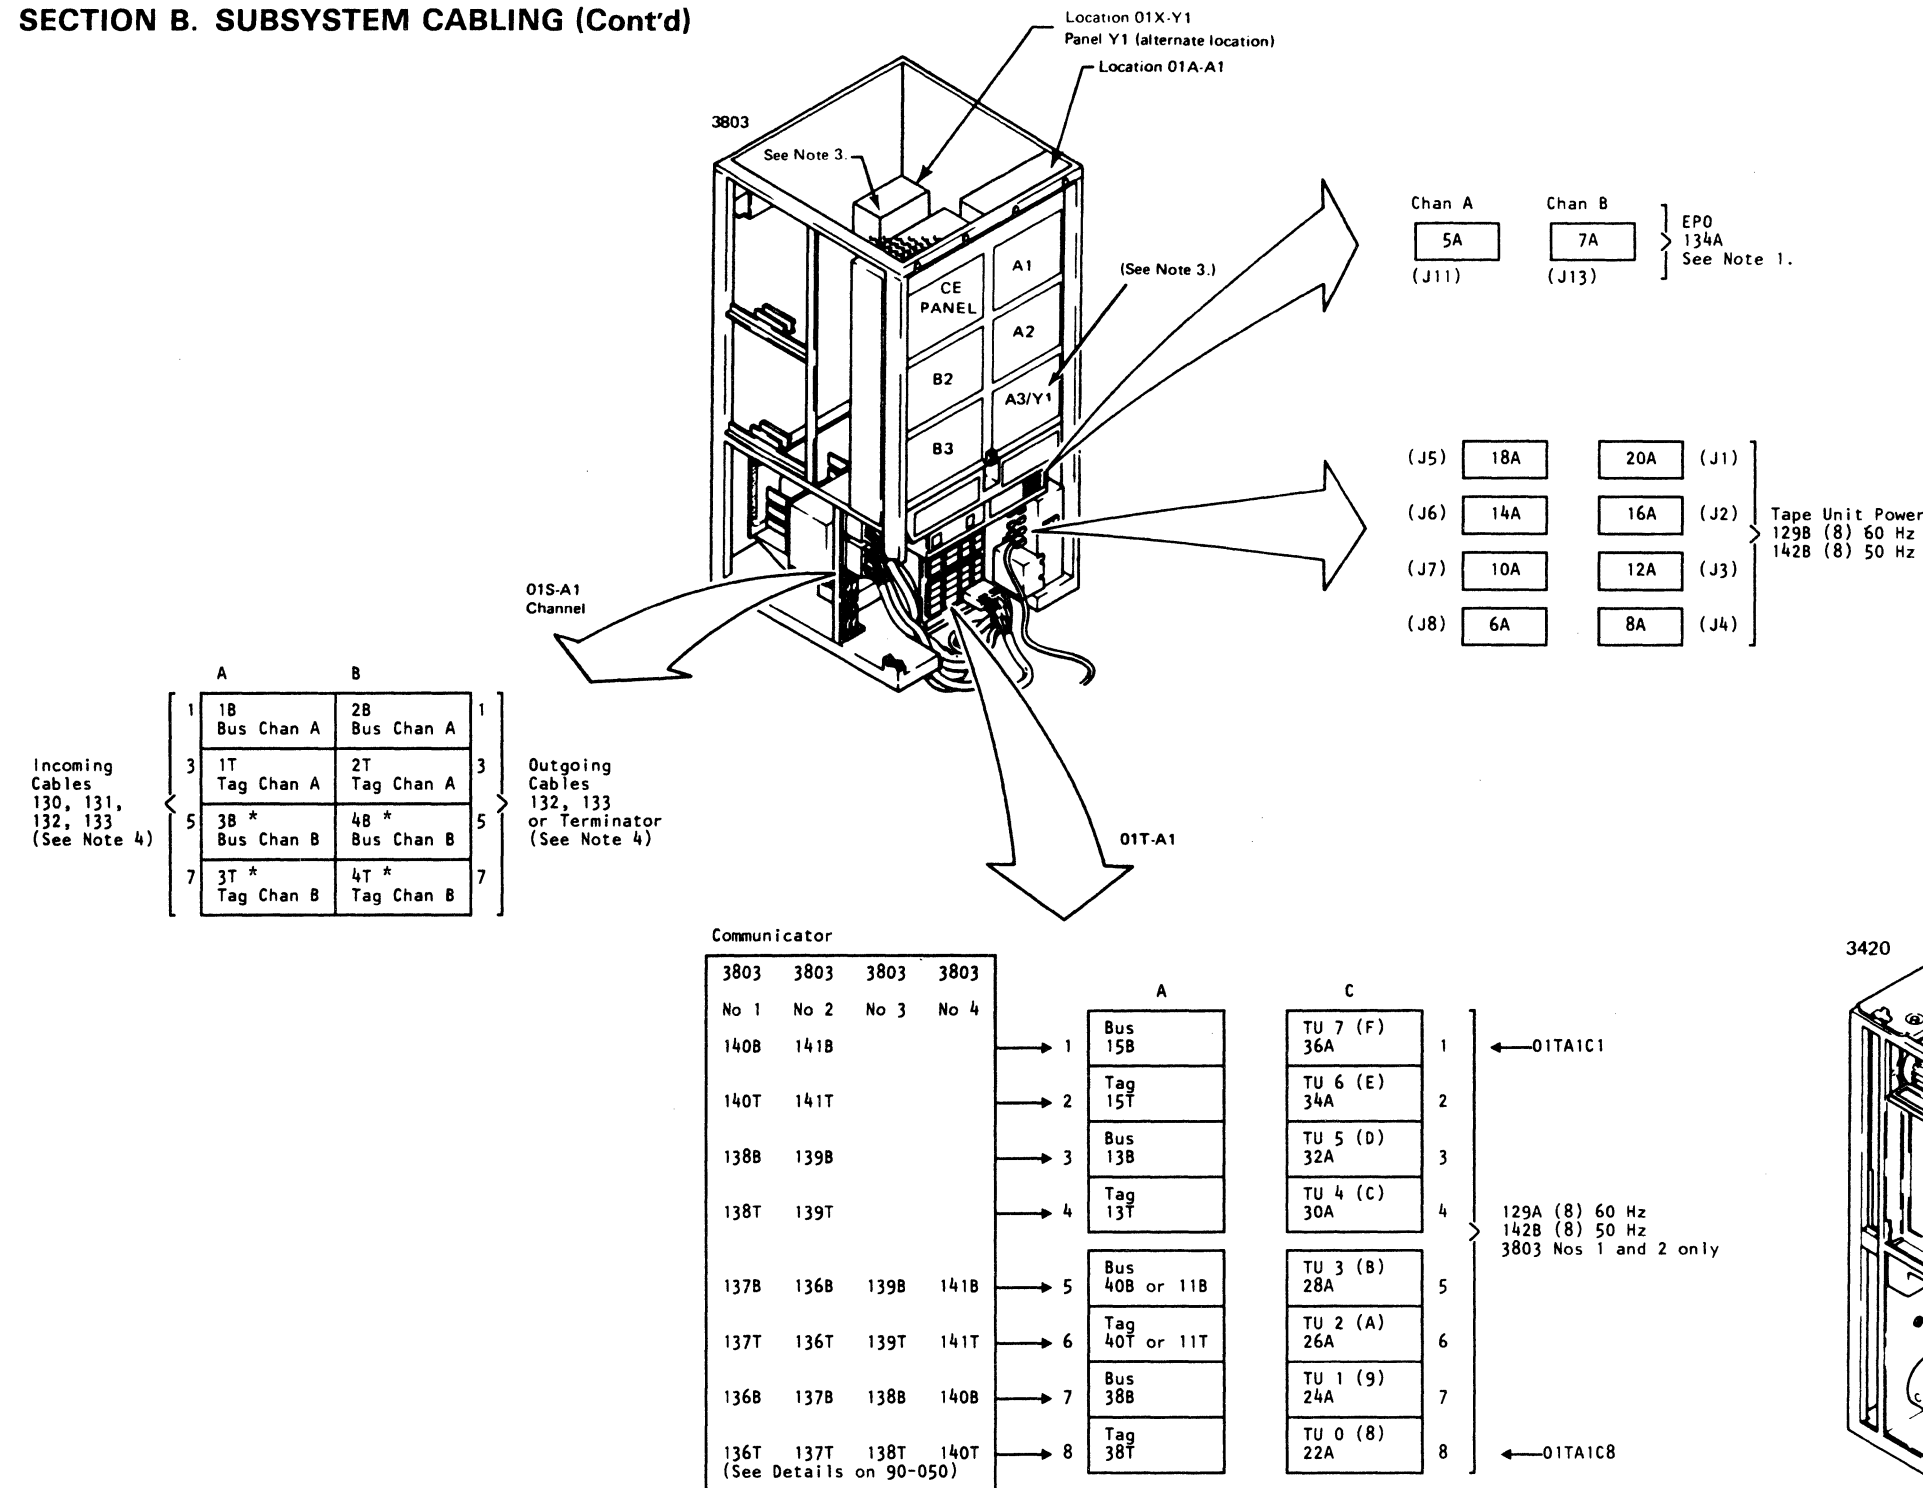 SECTION B. SUBSYSTEM CABLING (Cont'd)
Location 01X-Y1
Panel Y1 (alternate location)
Location 01A-A1
3803
See Note 3.
CE
PANEL
A1
A2
B2
A3/Y1
B3
(See Note 3.)
Chan A
Chan B
5A
7A
(J11)
(J13)
EPO
134A
See Note 1.
(J5) 18A 20A (J1)
(J6) 14A 16A (J2)
(J7) 10A 12A (J3)
(J8) 6A 8A (J4)
Tape Unit Power
129B (8) 60 Hz
142B (8) 50 Hz
01S-A1
Channel
A B
1 1B 2B 1
Bus Chan A Bus Chan A
3 1T 2T 3
Tag Chan A Tag Chan A
5 3B * 4B * 5
Bus Chan B Bus Chan B
7 3T * 4T * 7
Tag Chan B Tag Chan B
Incoming
Cables
130, 131,
132, 133
(See Note 4)
Outgoing
Cables
132, 133
or Terminator
(See Note 4)
01T-A1
Communicator
3803 3803 3803 3803
No 1 No 2 No 3 No 4
140B 141B
140T 141T
138B 139B
138T 139T
137B 136B 139B 141B
137T 136T 139T 141T
136B 137B 138B 140B
136T 137T 138T 140T
(See Details on 90-050)
A
1 Bus
15B
2 Tag
15T
3 Bus
13B
4 Tag
13T
5 Bus
40B or 11B
6 Tag
40T or 11T
7 Bus
38B
8 Tag
38T
C
TU 7 (F)
36A 1
TU 6 (E)
34A 2
TU 5 (D)
32A 3
TU 4 (C)
30A 4
TU 3 (B)
28A 5
TU 2 (A)
26A 6
TU 1 (9)
24A 7
TU 0 (8)
22A 8
01TA1C1
129A (8) 60 Hz
142B (8) 50 Hz
3803 Nos 1 and 2 only
01TA1C8
3420